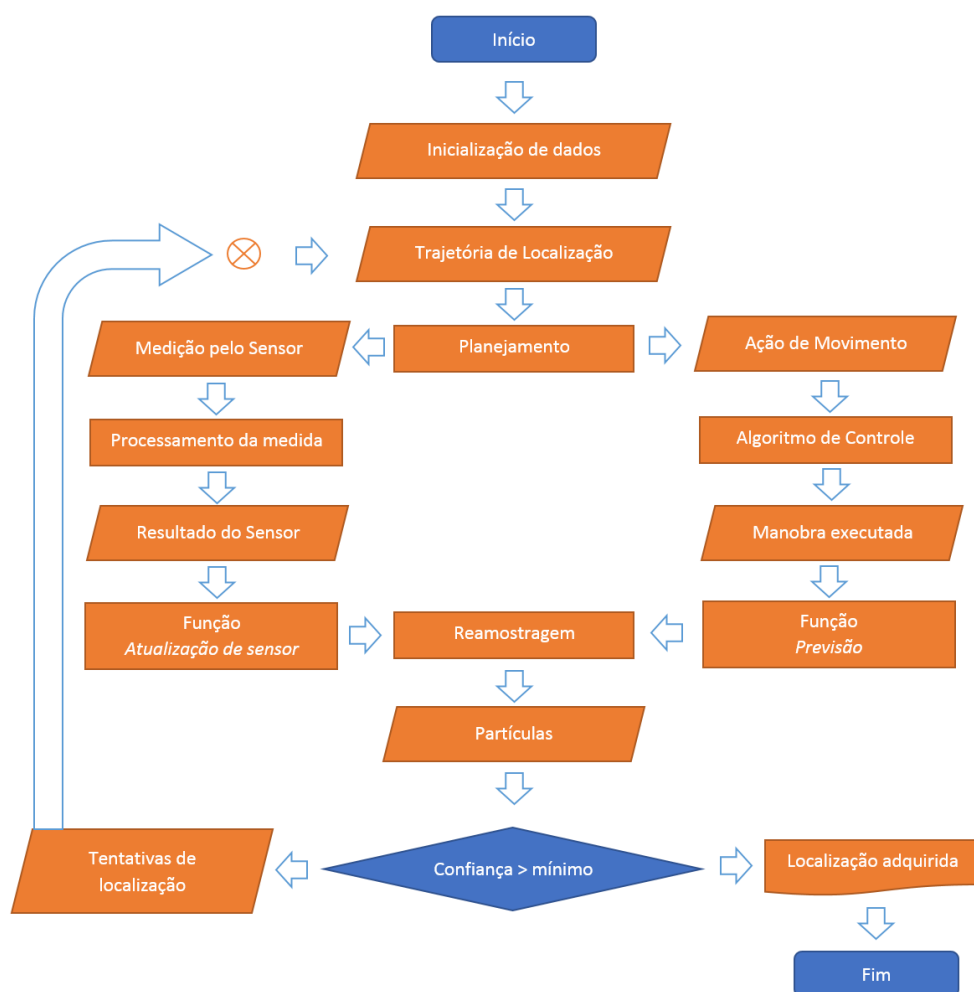 Início
Inicialização de dados
Trajetória de Localização
Medição pelo Sensor
Planejamento
Ação de Movimento
Processamento da medida
Algoritmo de Controle
Resultado do Sensor
Manobra executada
Função
Atualização de sensor
Reamostragem
Função
Previsão
Partículas
Tentativas de
localização
Confiança > mínimo
Localização adquirida
Fim